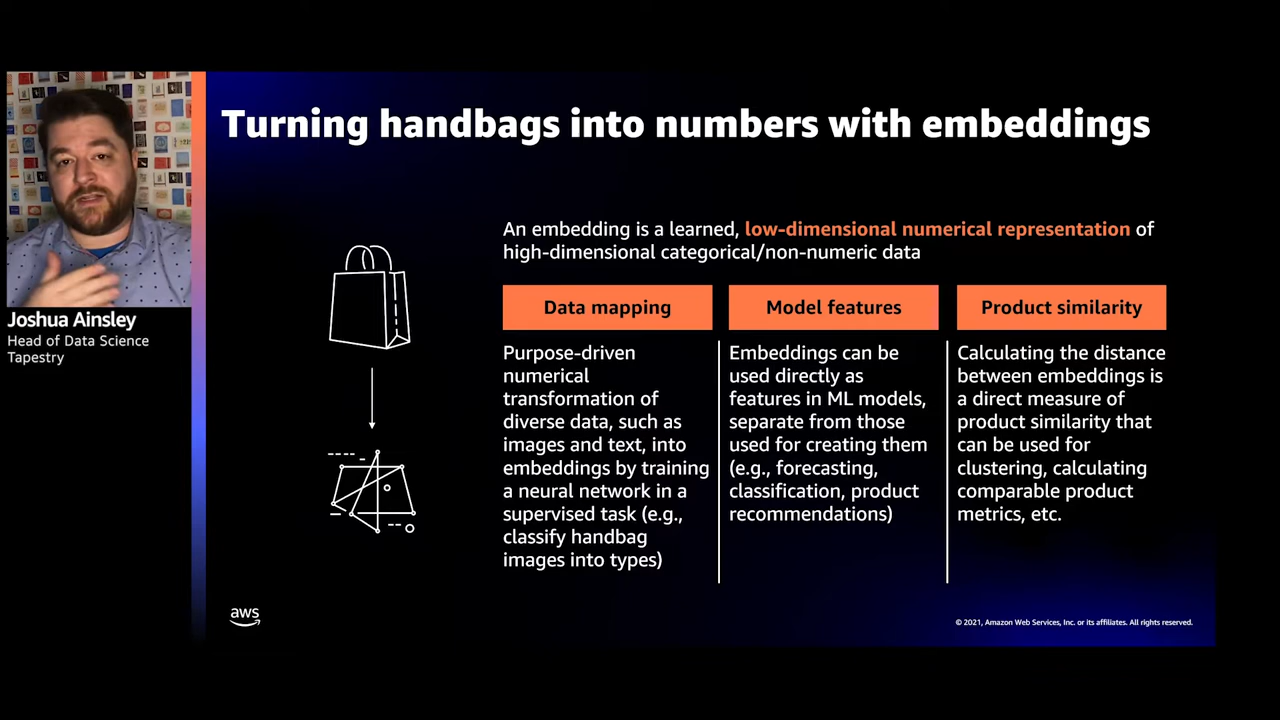 Turning handbags into numbers with embeddings
Joshua Ainsley
Head of Data Science
Tapestry
An embedding is a learned, low-dimensional numerical representation of
high-dimensional categorical/non-numeric data
Data mapping
Purpose-driven
numerical
transformation of
diverse data, such as
images and text, into
embeddings by training
a neural network in a
supervised task (e.g.,
classify handbag
images into types)
Model features
Embeddings can be
used directly as
features in ML models,
separate from those
used for creating them
(e.g., forecasting,
classification, product
recommendations)
Product similarity
Calculating the distance
between embeddings is
a direct measure of
product similarity that
can be used for
clustering, calculating
comparable product
metrics, etc.
aws
© 2021, Amazon Web Services, Inc. or its affiliates. All rights reserved.